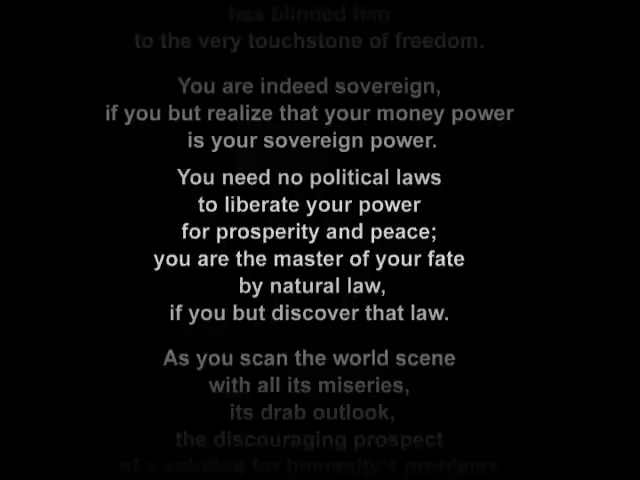 has blinded him
to the very touchstone of freedom.
You are indeed sovereign,
if you but realize that your money power
is your sovereign power.
You need no political laws
to liberate your power
for prosperity and peace;
you are the master of your fate
by natural law,
if you but discover that law.
As you scan the world scene
with all its miseries,
its drab outlook,
the discouraging prospect
of a solution for humanity's problems